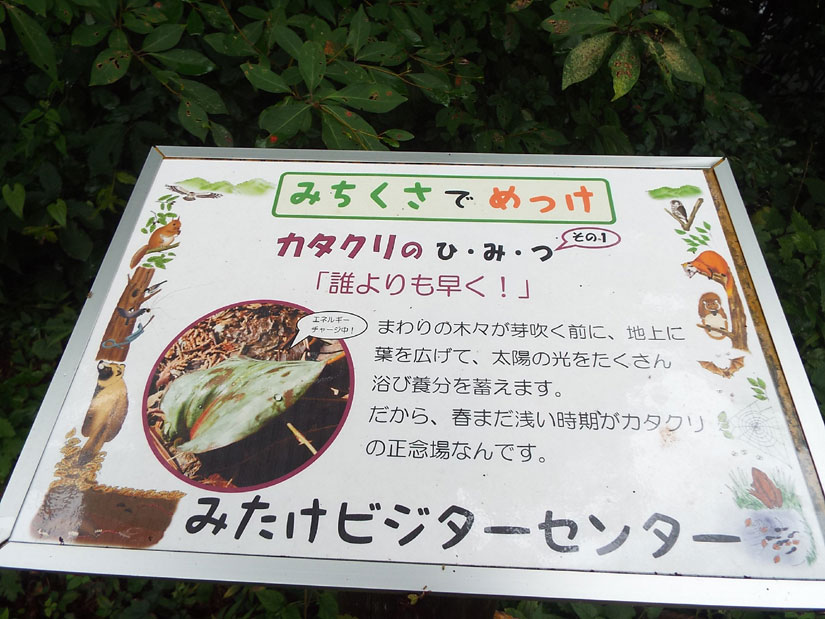 みちくさで めっけ
カタクリの ひ・み・つ その1
「誰よりも早く！」
エネルギー
チャージ中！
まわりの木々が芽吹く前に、地上に
葉を広げて、太陽の光をたくさん
浴び養分を蓄えます。
だから、春まだ浅い時期がカタクリ
の正念場なんです。
みたけビジターセンター